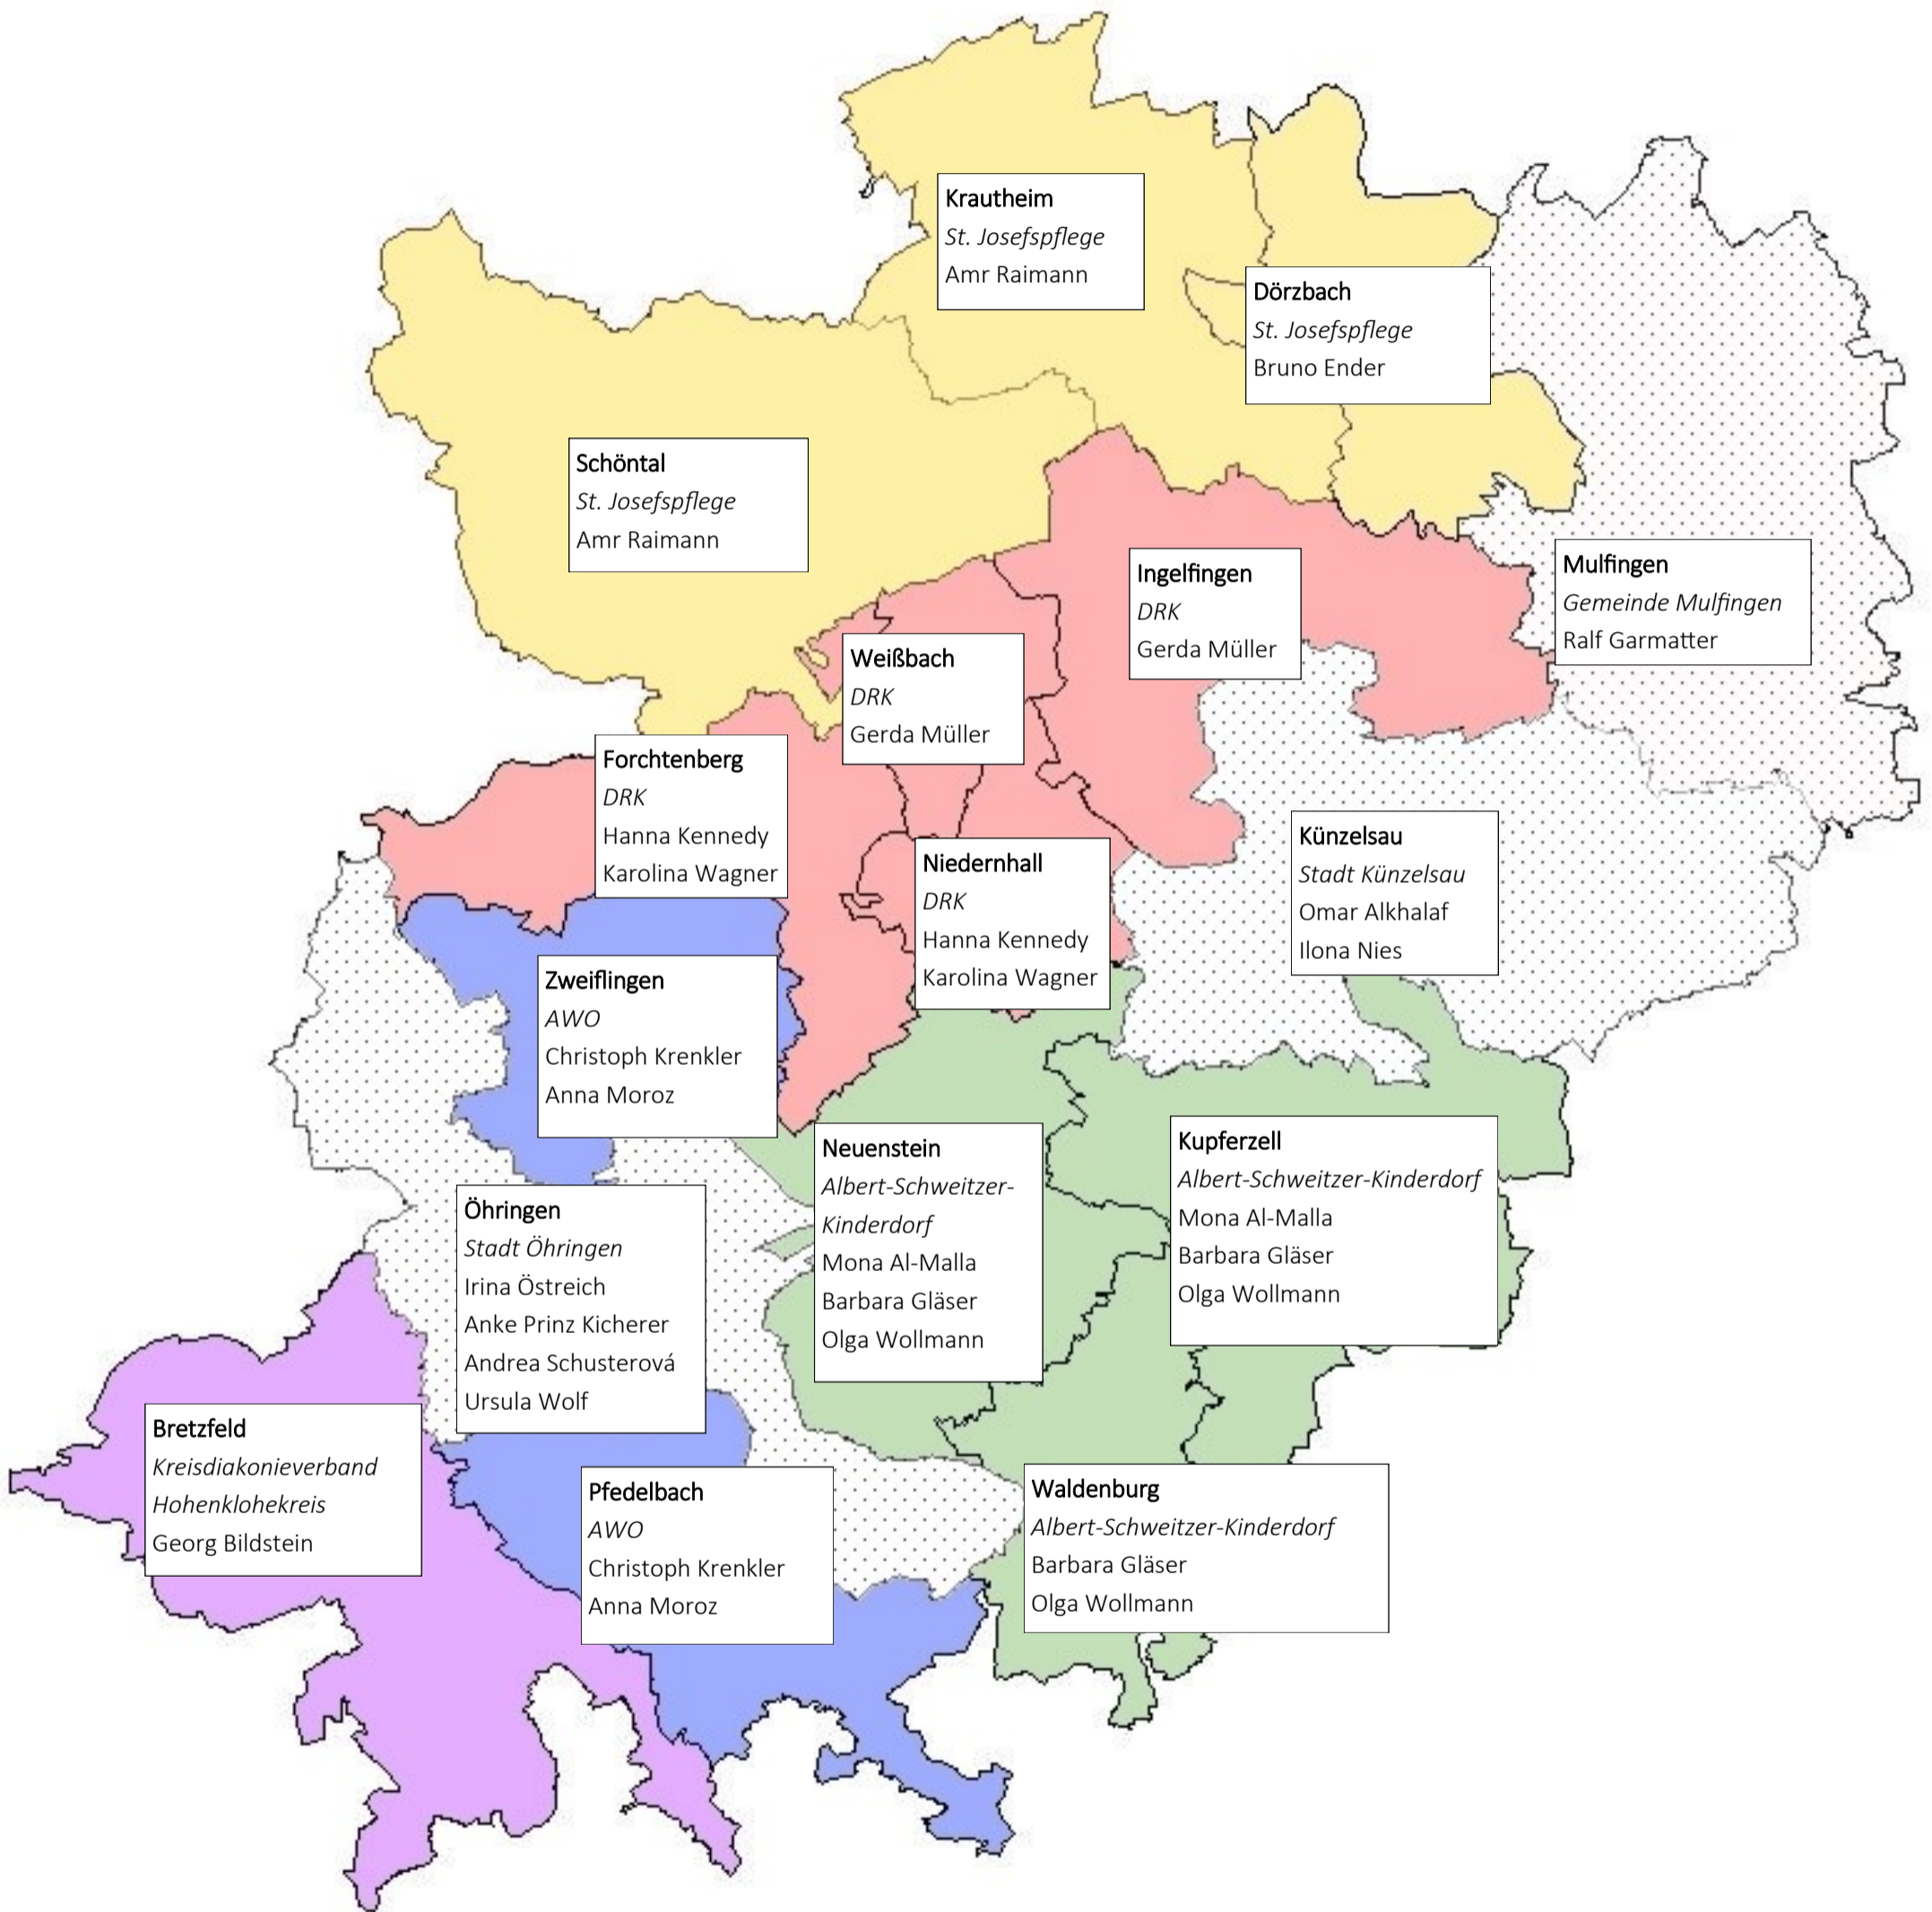 Krautheim
St. Josefspflege
Amr Raimann
Dörzbach
St. Josefspflege
Bruno Ender
Schöntal
St. Josefspflege
Amr Raimann
Ingelfingen
DRK
Gerda Müller
Mulfingen
Gemeinde Mulfingen
Ralf Garmatter
Weißbach
DRK
Gerda Müller
Forchtenberg
DRK
Hanna Kennedy
Karolina Wagner
Niedernhall
DRK
Hanna Kennedy
Karolina Wagner
Künzelsau
Stadt Künzelsau
Omar Alkhalaf
Ilona Nies
Zweiflingen
AWO
Christoph Krenkler
Anna Moroz
Neuenstein
Albert-Schweitzer-
Kinderdorf
Mona Al-Malla
Barbara Gläser
Olga Wollmann
Kupferzell
Albert-Schweitzer-Kinderdorf
Mona Al-Malla
Barbara Gläser
Olga Wollmann
Öhringen
Stadt Öhringen
Irina Östreich
Anke Prinz Kicherer
Andrea Schusterová
Ursula Wolf
Bretzfeld
Kreisdiakonieverband
Hohenklohekreis
Georg Bildstein
Pfedelbach
AWO
Christoph Krenkler
Anna Moroz
Waldenburg
Albert-Schweitzer-Kinderdorf
Barbara Gläser
Olga Wollmann